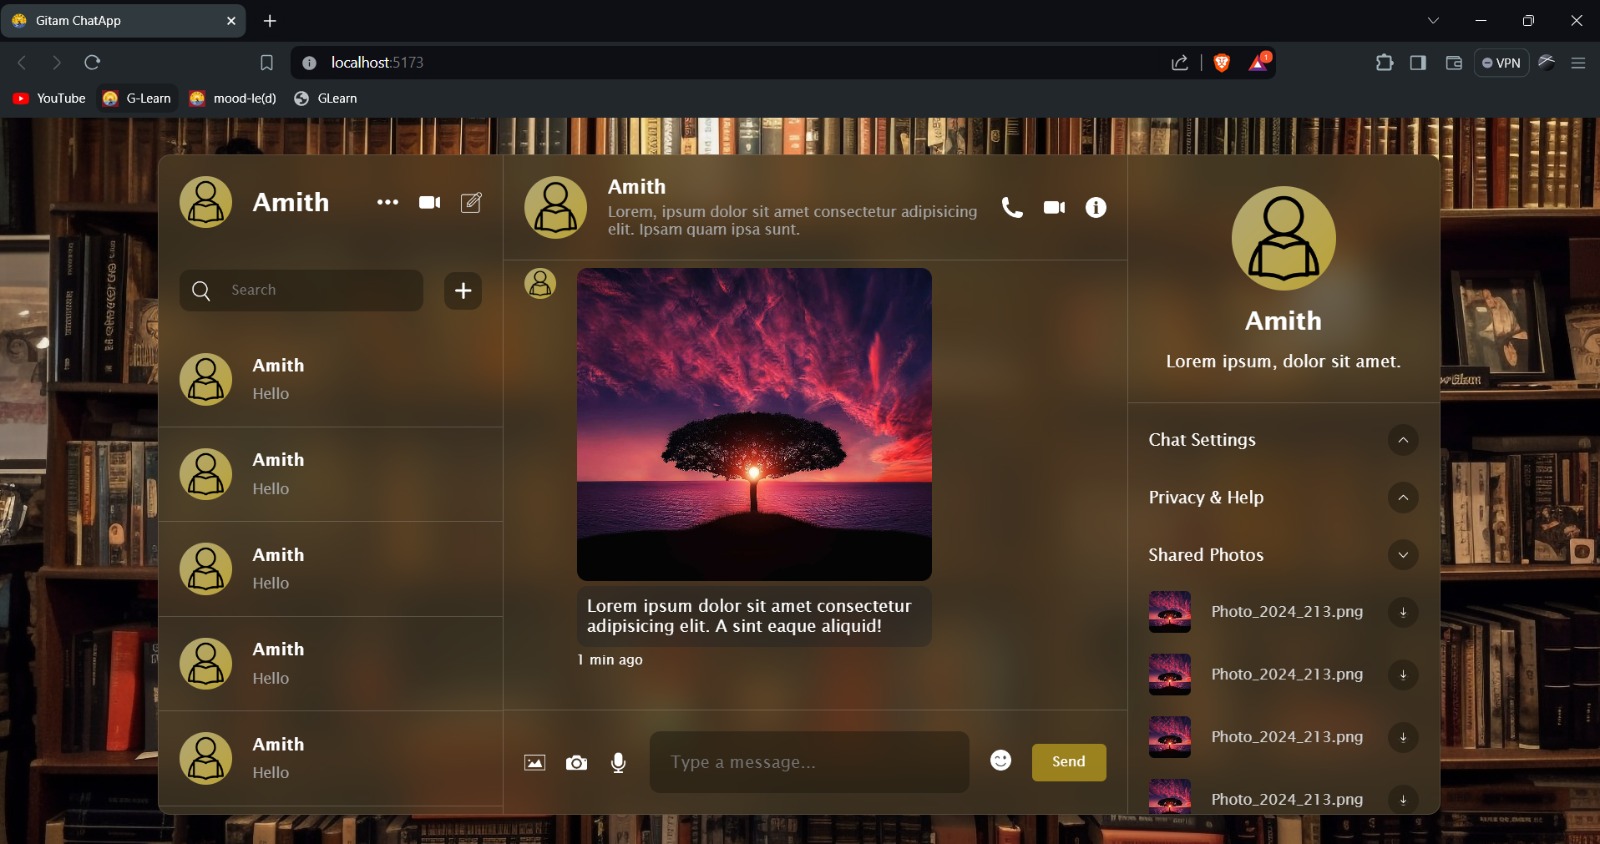 Gitam ChatApp
localhost:5173
1
VPN
YouTube
G-Learn
mood-le(d)
GLearn
Amith
Search
Amith
Hello
Amith
Hello
Amith
Hello
Amith
Hello
Amith
Hello
Amith
Lorem, ipsum dolor sit amet consectetur adipisicing
elit. Ipsam quam ipsa sunt.
Lorem ipsum dolor sit amet consectetur
adipisicing elit. A sint eaque aliquid!
1 min ago
Type a message...
Send
Amith
Lorem ipsum, dolor sit amet.
Chat Settings
Privacy & Help
Shared Photos
Photo_2024_213.png
Photo_2024_213.png
Photo_2024_213.png
Photo_2024_213.png